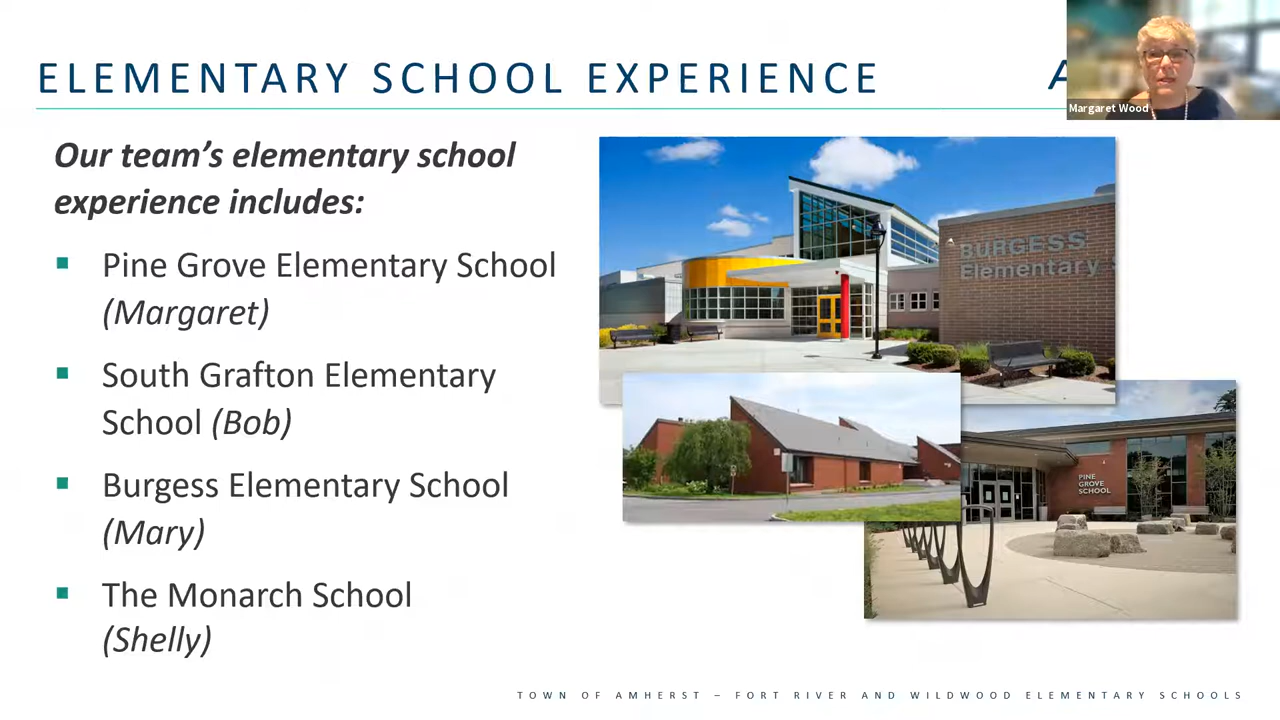 ELEMENTARY SCHOOL EXPERIENCE
Margaret Wood
Our team's elementary school
experience includes:
▪ Pine Grove Elementary School
(Margaret)
▪ South Grafton Elementary
School (Bob)
▪ Burgess Elementary School
(Mary)
▪ The Monarch School
(Shelly)
BURGESS
Elementary
PINE
GROVE
SCHOOL
TOWN OF AMHERST – FORT RIVER AND WILDWOOD ELEMENTARY SCHOOLS